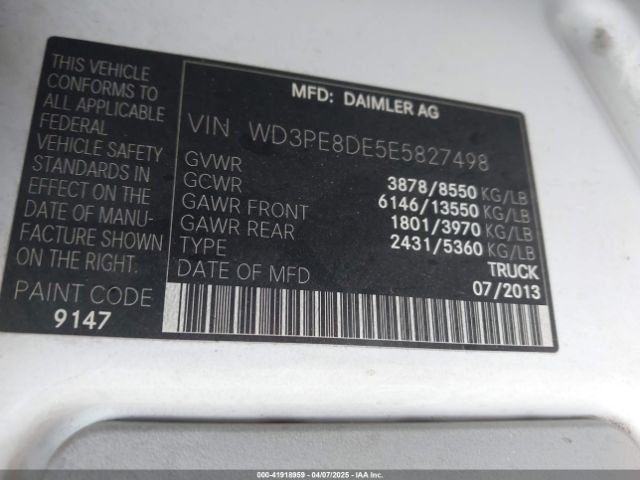 THIS VEHICLE
CONFORMS TO
ALL APPLICABLE
FEDERAL
VEHICLE SAFETY
STANDARDS IN
EFFECT ON THE
DATE OF MANU-
FACTURE SHOWN
ON THE RIGHT.
PAINT CODE
9147
MFD: DAIMLER AG
VIN WD3PE8DE5E5827498
GVWR 3878/8550 KG/LB
GCWR 6146/13550 KG/LB
GAWR FRONT 1801/3970 KG/LB
GAWR REAR 2431/5360 KG/LB
TYPE TRUCK
DATE OF MFD 07/2013
000-41918959 | 04/07/2025 | IAA Inc.